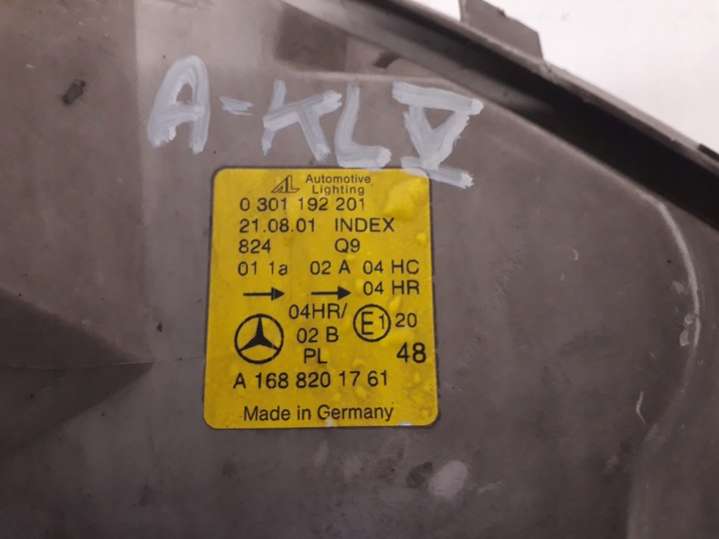 A-KL V
AL Automotive
Lighting
0 301 192 201
21.08.01 INDEX
824 Q9
01 1a 02 A 04 HC
04 HR
04HR/ E1 20
02 B
PL 48
A 168 820 17 61
Made in Germany